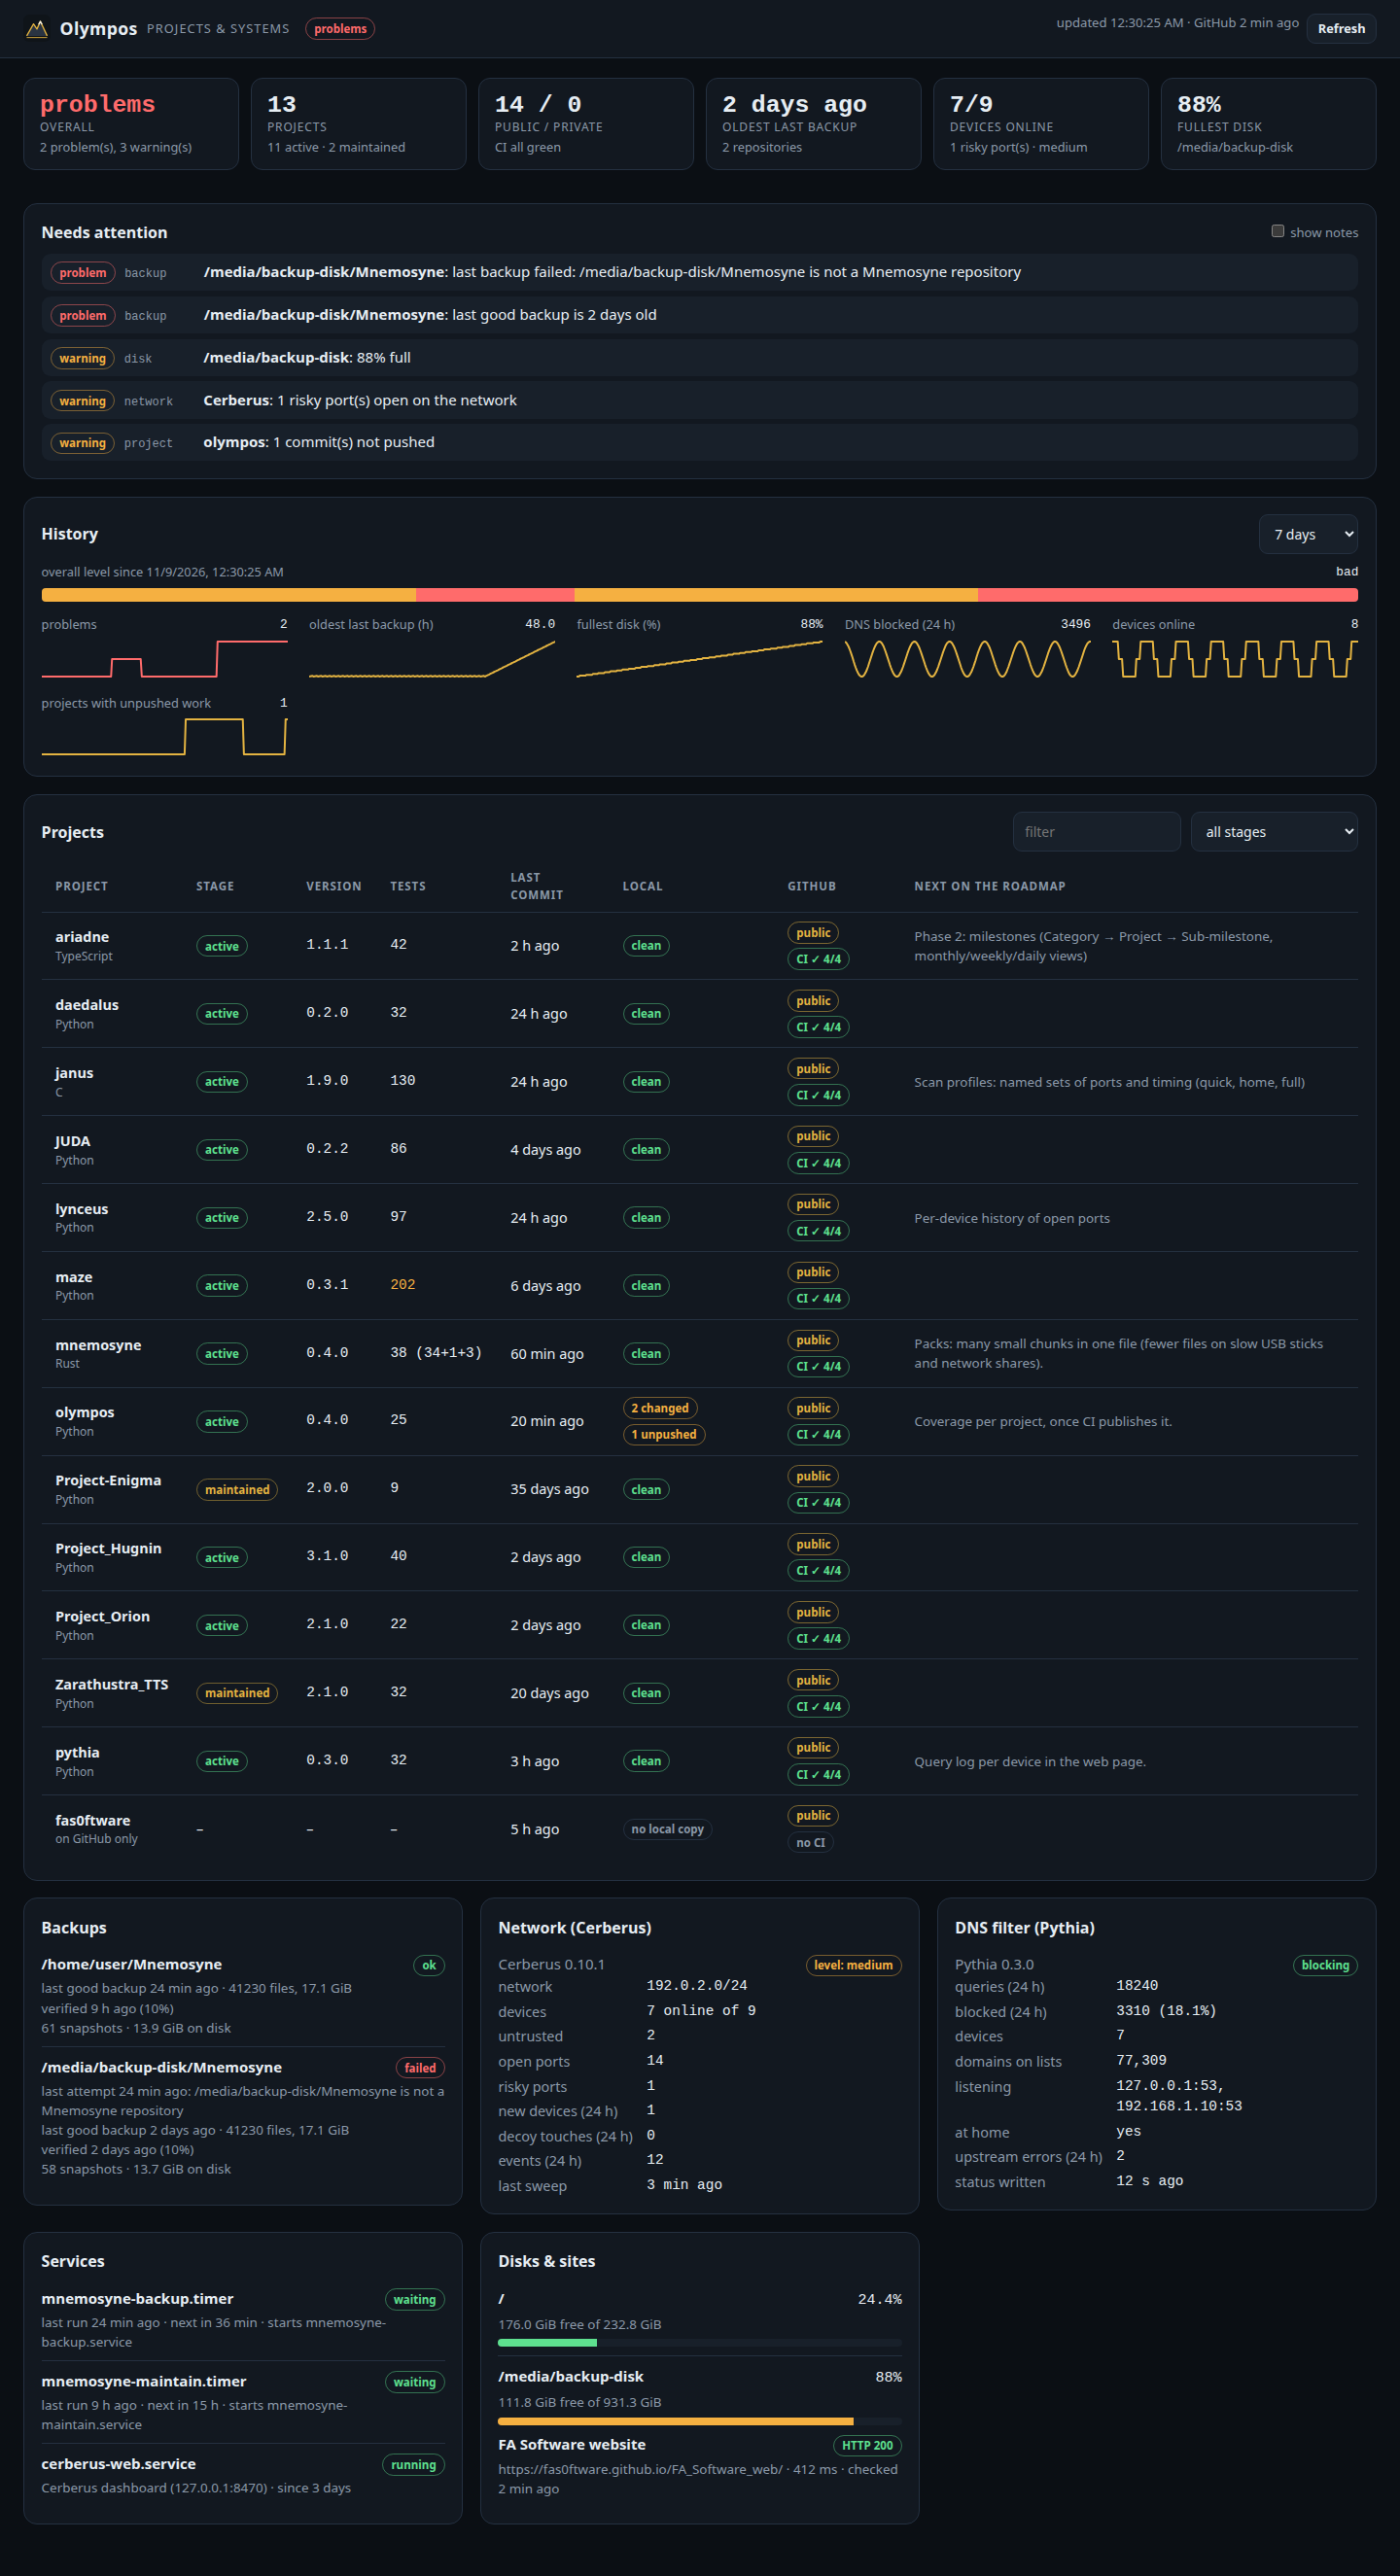 Olympos PROJECTS & SYSTEMS problems
updated 12:30:25 AM · GitHub 2 min ago Refresh
problems
OVERALL
2 problem(s), 3 warning(s)
13
PROJECTS
11 active · 2 maintained
14 / 0
PUBLIC / PRIVATE
CI all green
2 days ago
OLDEST LAST BACKUP
2 repositories
7/9
DEVICES ONLINE
1 risky port(s) · medium
88%
FULLEST DISK
/media/backup-disk
Needs attention
show notes
problem backup /media/backup-disk/Mnemosyne: last backup failed: /media/backup-disk/Mnemosyne is not a Mnemosyne repository
problem backup /media/backup-disk/Mnemosyne: last good backup is 2 days old
warning disk /media/backup-disk: 88% full
warning network Cerberus: 1 risky port(s) open on the network
warning project olympos: 1 commit(s) not pushed
History
7 days
overall level since 11/9/2026, 12:30:25 AM bad
problems 2
oldest last backup (h) 48.0
fullest disk (%) 88%
DNS blocked (24 h) 3496
devices online 8
projects with unpushed work 1
Projects
filter
all stages
PROJECT STAGE VERSION TESTS LAST COMMIT LOCAL GITHUB NEXT ON THE ROADMAP
ariadne
TypeScript
active 1.1.1 42 2 h ago clean
public
CI ✓ 4/4
Phase 2: milestones (Category → Project → Sub-milestone,
monthly/weekly/daily views)
daedalus
Python
active 0.2.0 32 24 h ago clean
public
CI ✓ 4/4
janus
C
active 1.9.0 130 24 h ago clean
public
CI ✓ 4/4
Scan profiles: named sets of ports and timing (quick, home, full)
JUDA
Python
active 0.2.2 86 4 days ago clean
public
CI ✓ 4/4
lynceus
Python
active 2.5.0 97 24 h ago clean
public
CI ✓ 4/4
Per-device history of open ports
maze
Python
active 0.3.1 202 6 days ago clean
public
CI ✓ 4/4
mnemosyne
Rust
active 0.4.0 38 (34+1+3) 60 min ago clean
public
CI ✓ 4/4
Packs: many small chunks in one file (fewer files on slow USB sticks
and network shares).
olympos
Python
active 0.4.0 25 20 min ago
2 changed
1 unpushed
public
CI ✓ 4/4
Coverage per project, once CI publishes it.
Project-Enigma
Python
maintained 2.0.0 9 35 days ago clean
public
CI ✓ 4/4
Project_Hugnin
Python
active 3.1.0 40 2 days ago clean
public
CI ✓ 4/4
Project_Orion
Python
active 2.1.0 22 2 days ago clean
public
CI ✓ 4/4
Zarathustra_TTS
Python
maintained 2.1.0 32 20 days ago clean
public
CI ✓ 4/4
pythia
Python
active 0.3.0 32 3 h ago clean
public
CI ✓ 4/4
Query log per device in the web page.
fas0ftware
on GitHub only
– – – 5 h ago no local copy
public
no CI
Backups
/home/user/Mnemosyne ok
last good backup 24 min ago · 41230 files, 17.1 GiB
verified 9 h ago (10%)
61 snapshots · 13.9 GiB on disk
/media/backup-disk/Mnemosyne failed
last attempt 24 min ago: /media/backup-disk/Mnemosyne is not a
Mnemosyne repository
last good backup 2 days ago · 41230 files, 17.1 GiB
verified 2 days ago (10%)
58 snapshots · 13.7 GiB on disk
Network (Cerberus)
Cerberus 0.10.1 level: medium
network 192.0.2.0/24
devices 7 online of 9
untrusted 2
open ports 14
risky ports 1
new devices (24 h) 1
decoy touches (24 h) 0
events (24 h) 12
last sweep 3 min ago
DNS filter (Pythia)
Pythia 0.3.0 blocking
queries (24 h) 18240
blocked (24 h) 3310 (18.1%)
devices 7
domains on lists 77,309
listening 127.0.0.1:53,
192.168.1.10:53
at home yes
upstream errors (24 h) 2
status written 12 s ago
Services
mnemosyne-backup.timer waiting
last run 24 min ago · next in 36 min · starts mnemosyne-
backup.service
mnemosyne-maintain.timer waiting
last run 9 h ago · next in 15 h · starts mnemosyne-
maintain.service
cerberus-web.service running
Cerberus dashboard (127.0.0.1:8470) · since 3 days
Disks & sites
/ 24.4%
176.0 GiB free of 232.8 GiB
/media/backup-disk 88%
111.8 GiB free of 931.3 GiB
FA Software website HTTP 200
https://fas0ftware.github.io/FA_Software_web/ · 412 ms · checked
2 min ago